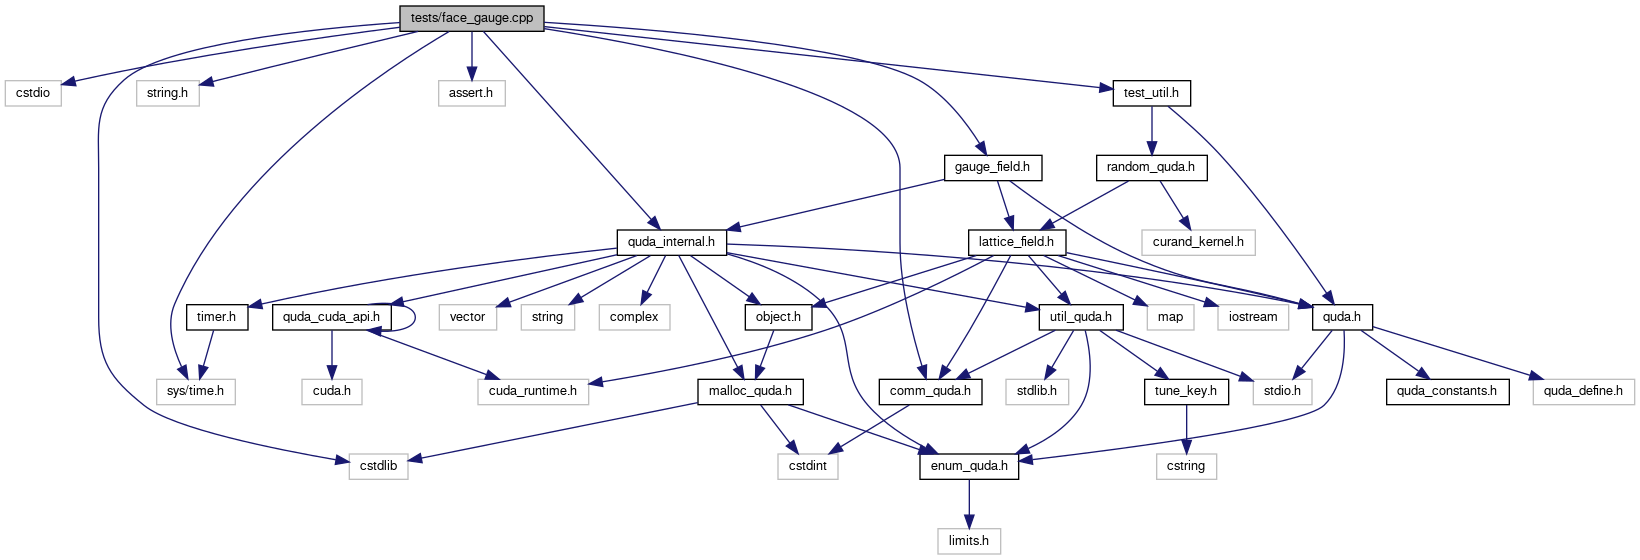 tests/face_gauge.cpp
cstdio
string.h
assert.h
test_util.h
gauge_field.h
random_quda.h
quda_internal.h
lattice_field.h
curand_kernel.h
timer.h
quda_cuda_api.h
vector
string
complex
object.h
util_quda.h
map
iostream
quda.h
sys/time.h
cuda.h
cuda_runtime.h
malloc_quda.h
comm_quda.h
stdlib.h
tune_key.h
stdio.h
quda_constants.h
quda_define.h
cstdlib
cstdint
enum_quda.h
cstring
limits.h